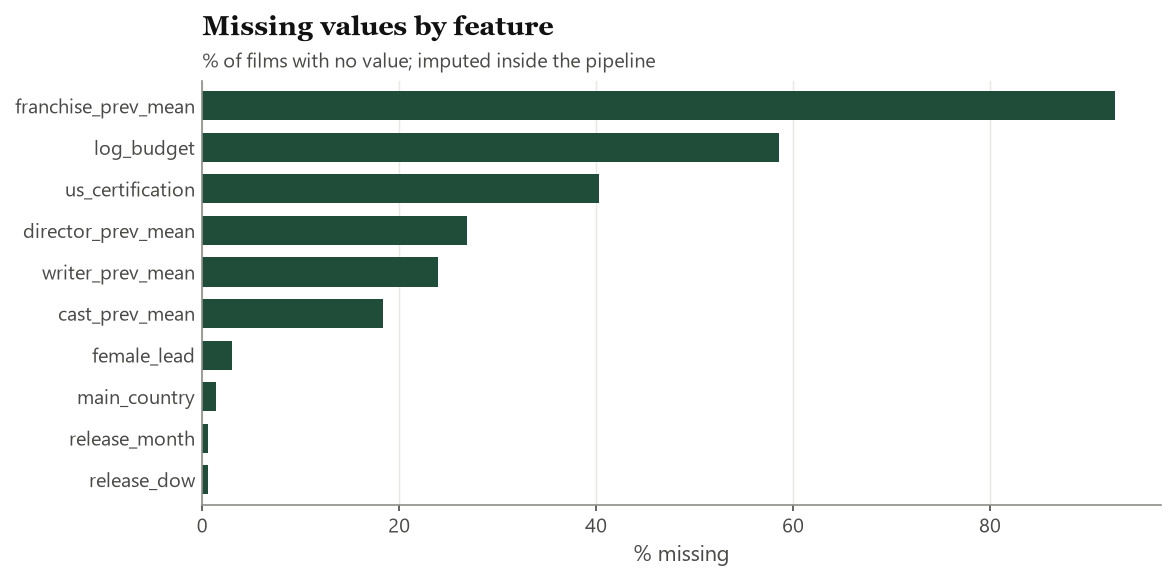 Missing values by feature
% of films with no value; imputed inside the pipeline
franchise_prev_mean
log_budget
us_certification
director_prev_mean
writer_prev_mean
cast_prev_mean
female_lead
main_country
release_month
release_dow
0 20 40 60 80
% missing